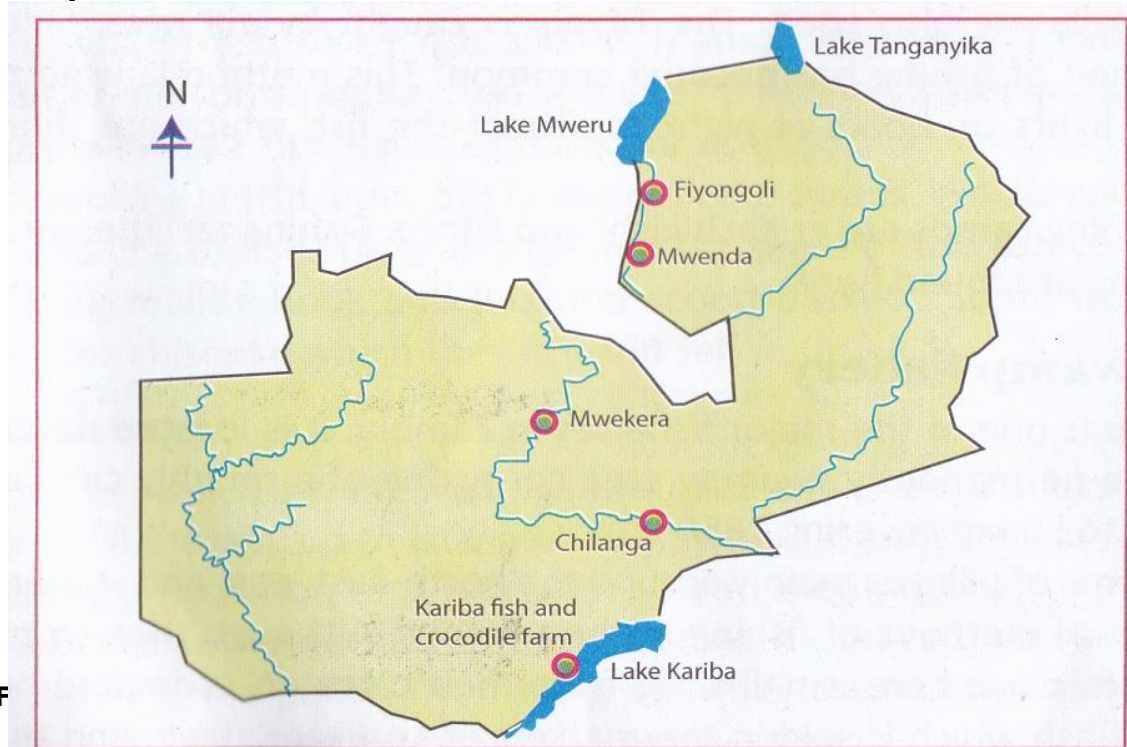 Lake Tanganyika
N
Lake Mweru
Fiyongoli
Mwenda
Mwekera
Chilanga
Kariba fish and
crocodile farm
Lake Kariba
F